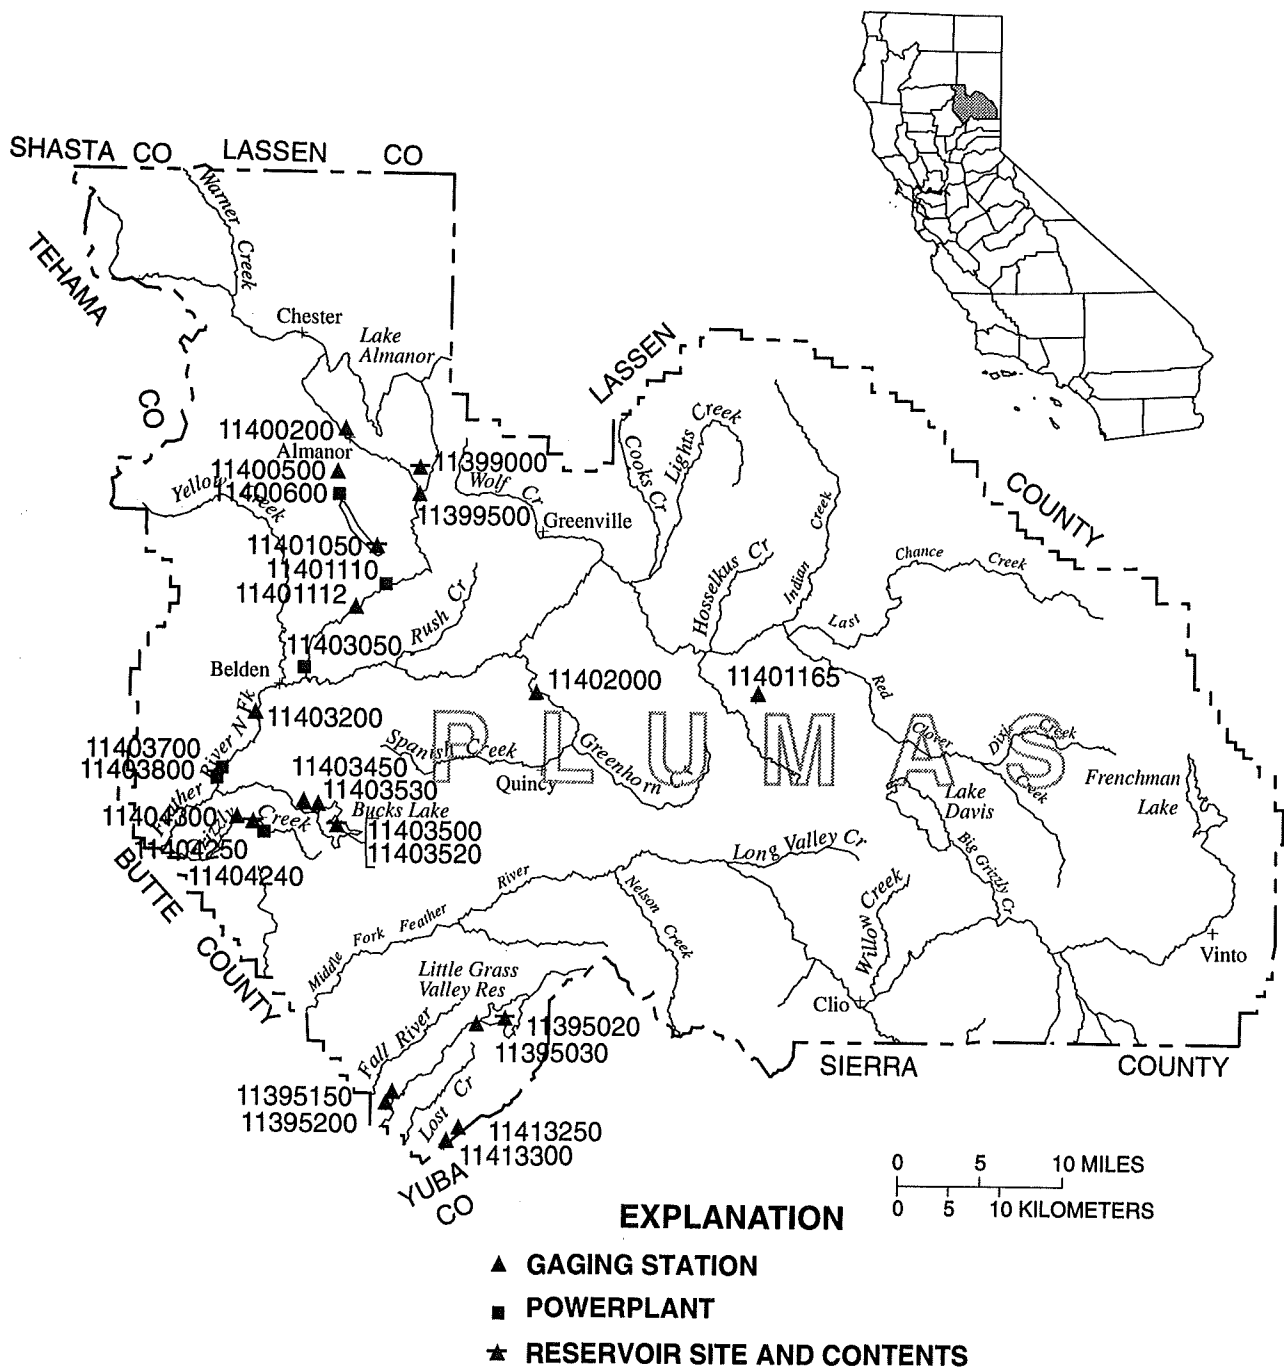 SHASTA CO
LASSEN CO
TEHAMA
CO
Warner Creek
Chester
Lake
Almanor
LASSEN
COUNTY
11400200
Almanor
11400500
11400600
Yellow Creek
11399000
Wolf Cr
11399500
Greenville
Cooks Cr
Lights Creek
Hosselkus Cr
Indian Creek
Last Chance Creek
11401050
11401110
11401112
Rush Cr
11403050
Belden
11402000
11401165
Red Clover Creek
Dixi Creek
11403200
Feather River N Fk
PLUMAS
Spanish Creek
Quincy
Greenhorn Cr
11403700
11403800
11403450
11403530
Bucks Lake
11403500
11403520
11404300
Grizzly Creek
11404250
11404240
BUTTE
COUNTY
Frenchman
Lake
Lake
Davis
Big Grizzly Cr
Long Valley Cr
Willow Creek
Nelson Creek
Middle Fork Feather River
Vinto
Clio
Little Grass
Valley Res
Fall River
11395020
11395030
11395150
11395200
Lost Cr
11413250
11413300
YUBA
CO
SIERRA COUNTY
0 5 10 MILES
0 5 10 KILOMETERS
EXPLANATION
GAGING STATION
POWERPLANT
RESERVOIR SITE AND CONTENTS